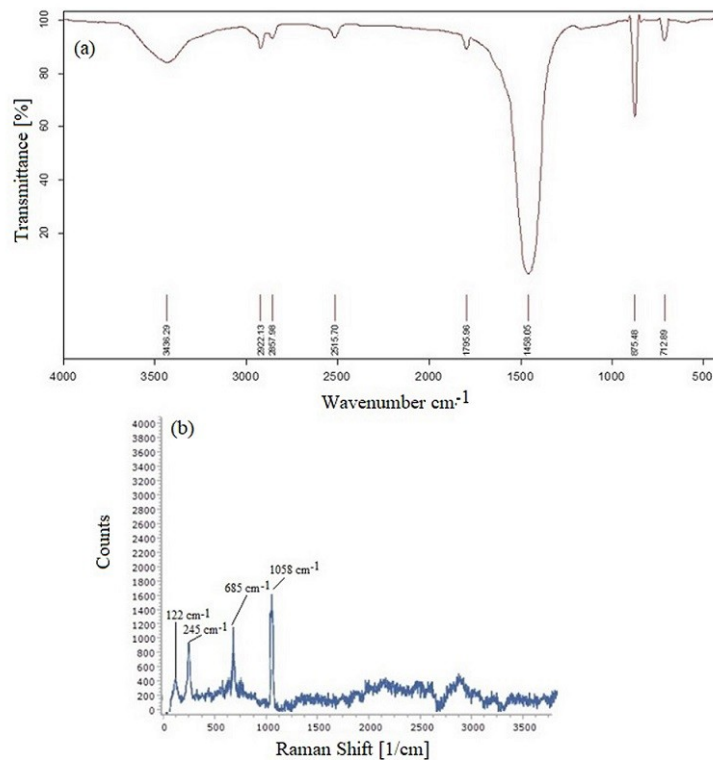 100
(a)
80
60
40
20
Transmittance [%]
3436.29
2922.13
2857.98
2515.70
1795.96
1458.05
875.48
712.89
4000 3500 3000 2500 2000 1500 1000 500
Wavenumber cm-1
(b)
4000
3800
3600
3400
3200
3000
2800
2600
2400
2200
2000
1800
1600
1400
1200
1000
800
600
400
200
0
Counts
1058 cm-1
685 cm-1
122 cm-1
245 cm-1
0 500 1000 1500 2000 2500 3000 3500
Raman Shift [1/cm]